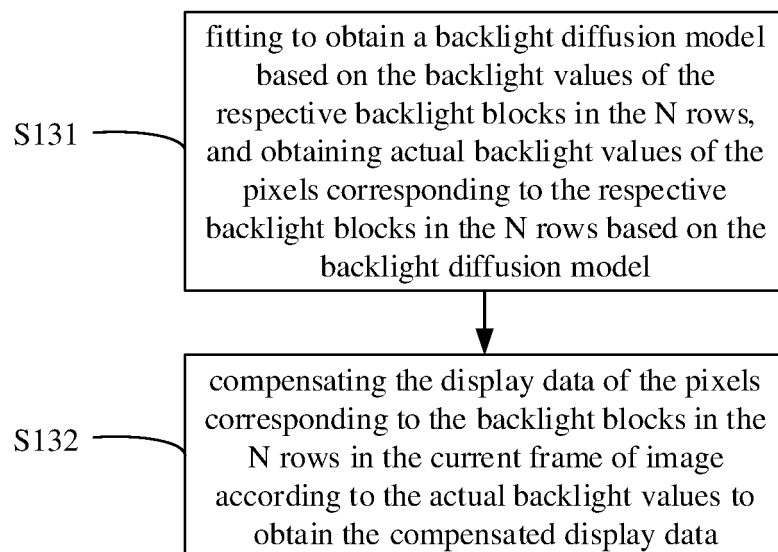 fitting to obtain a backlight diffusion model
based on the backlight values of the
respective backlight blocks in the N rows,
and obtaining actual backlight values of the
pixels corresponding to the respective
backlight blocks in the N rows based on the
backlight diffusion model
S131
compensating the display data of the pixels
corresponding to the backlight blocks in the
N rows in the current frame of image
according to the actual backlight values to
obtain the compensated display data
S132